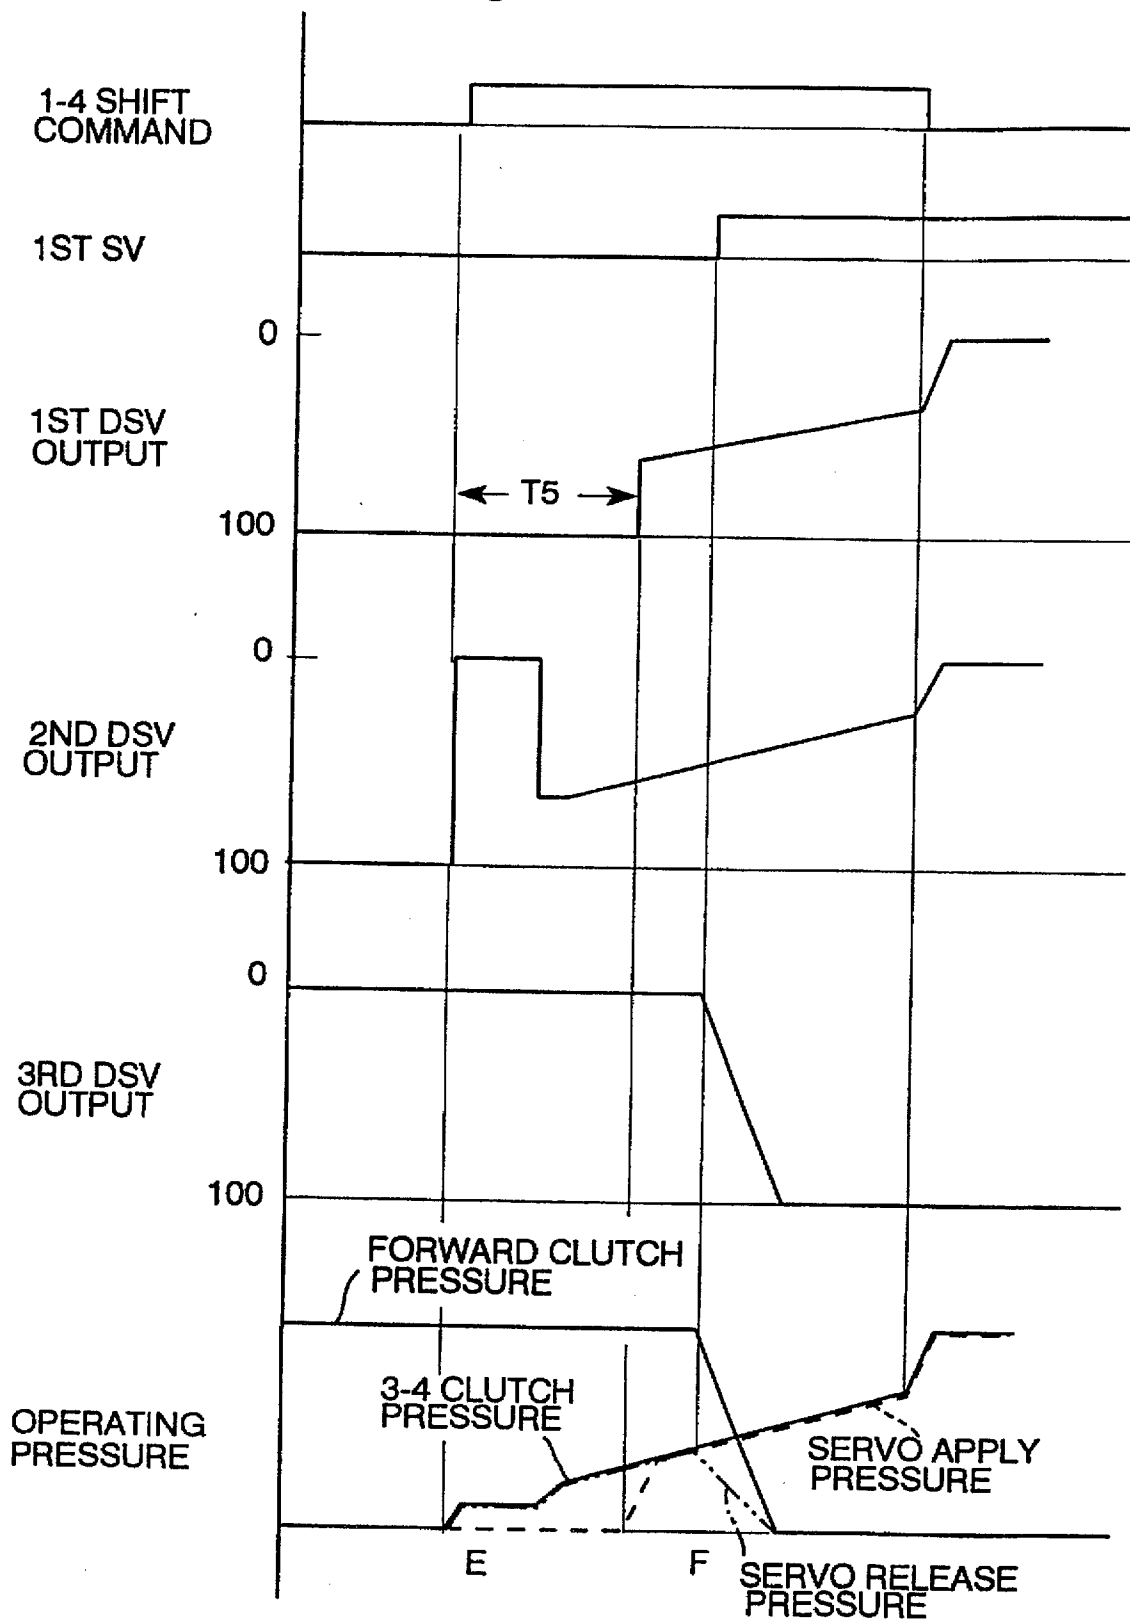 1-4 SHIFT
COMMAND
1ST SV
0
1ST DSV
OUTPUT
T5
100
0
2ND DSV
OUTPUT
100
0
3RD DSV
OUTPUT
100
FORWARD CLUTCH
PRESSURE
3-4 CLUTCH
PRESSURE
OPERATING
PRESSURE
SERVO APPLY
PRESSURE
E
F
SERVO RELEASE
PRESSURE